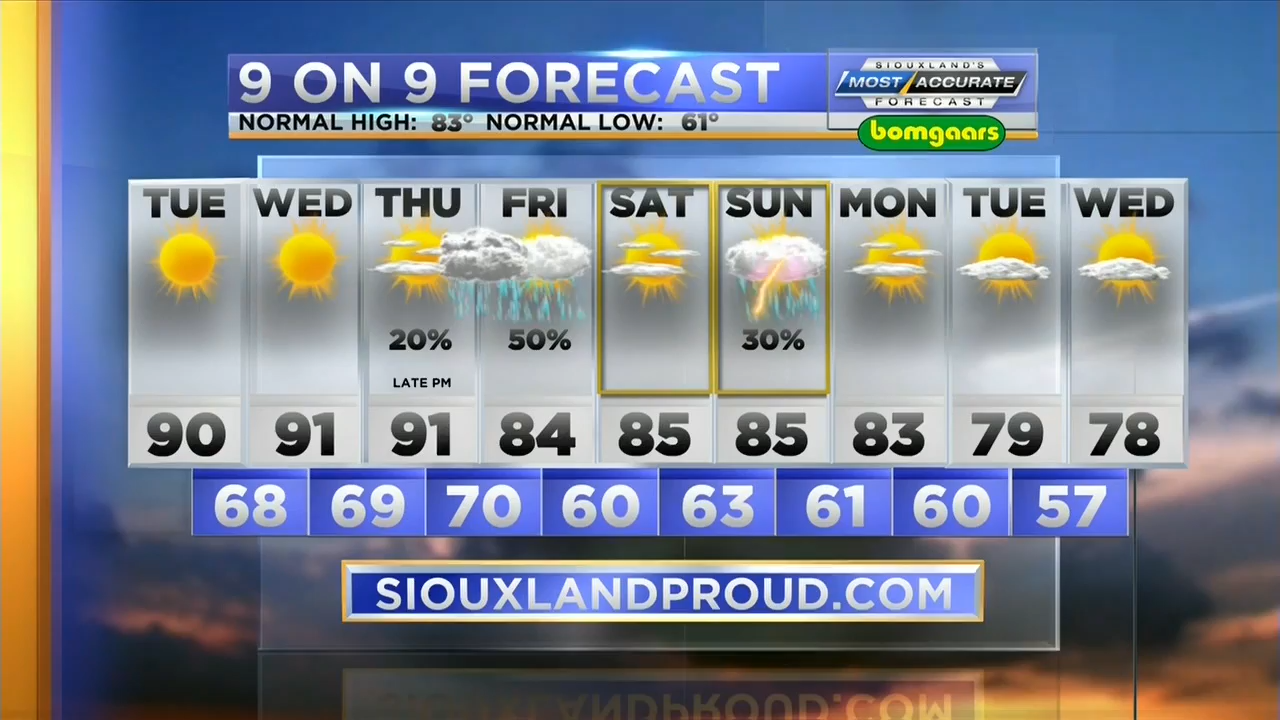 9 ON 9 FORECAST
SIOUXLAND'S
MOST ACCURATE
FORECAST
bomgaars
NORMAL HIGH: 83° NORMAL LOW: 61°
TUE WED THU FRI SAT SUN MON TUE WED
20% 50% 30%
LATE PM
90 91 91 84 85 85 83 79 78
68 69 70 60 63 61 60 57
SIOUXLANDPROUD.COM
SIOUXLANDPROUD.COM